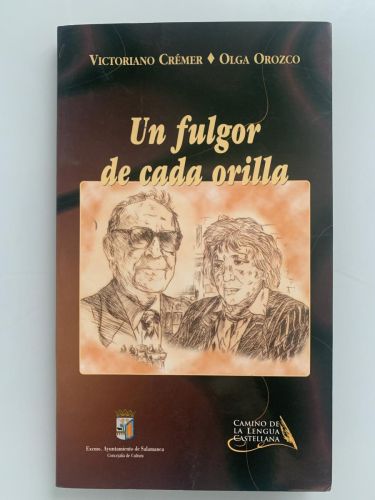 VICTORIANO CRÉMER ♦ OLGA OROZCO
Un fulgor
de cada orilla
Excmo. Ayuntamiento de Salamanca
Concejalía de Cultura
CAMINO DE
LA LENGUA
CASTELLANA